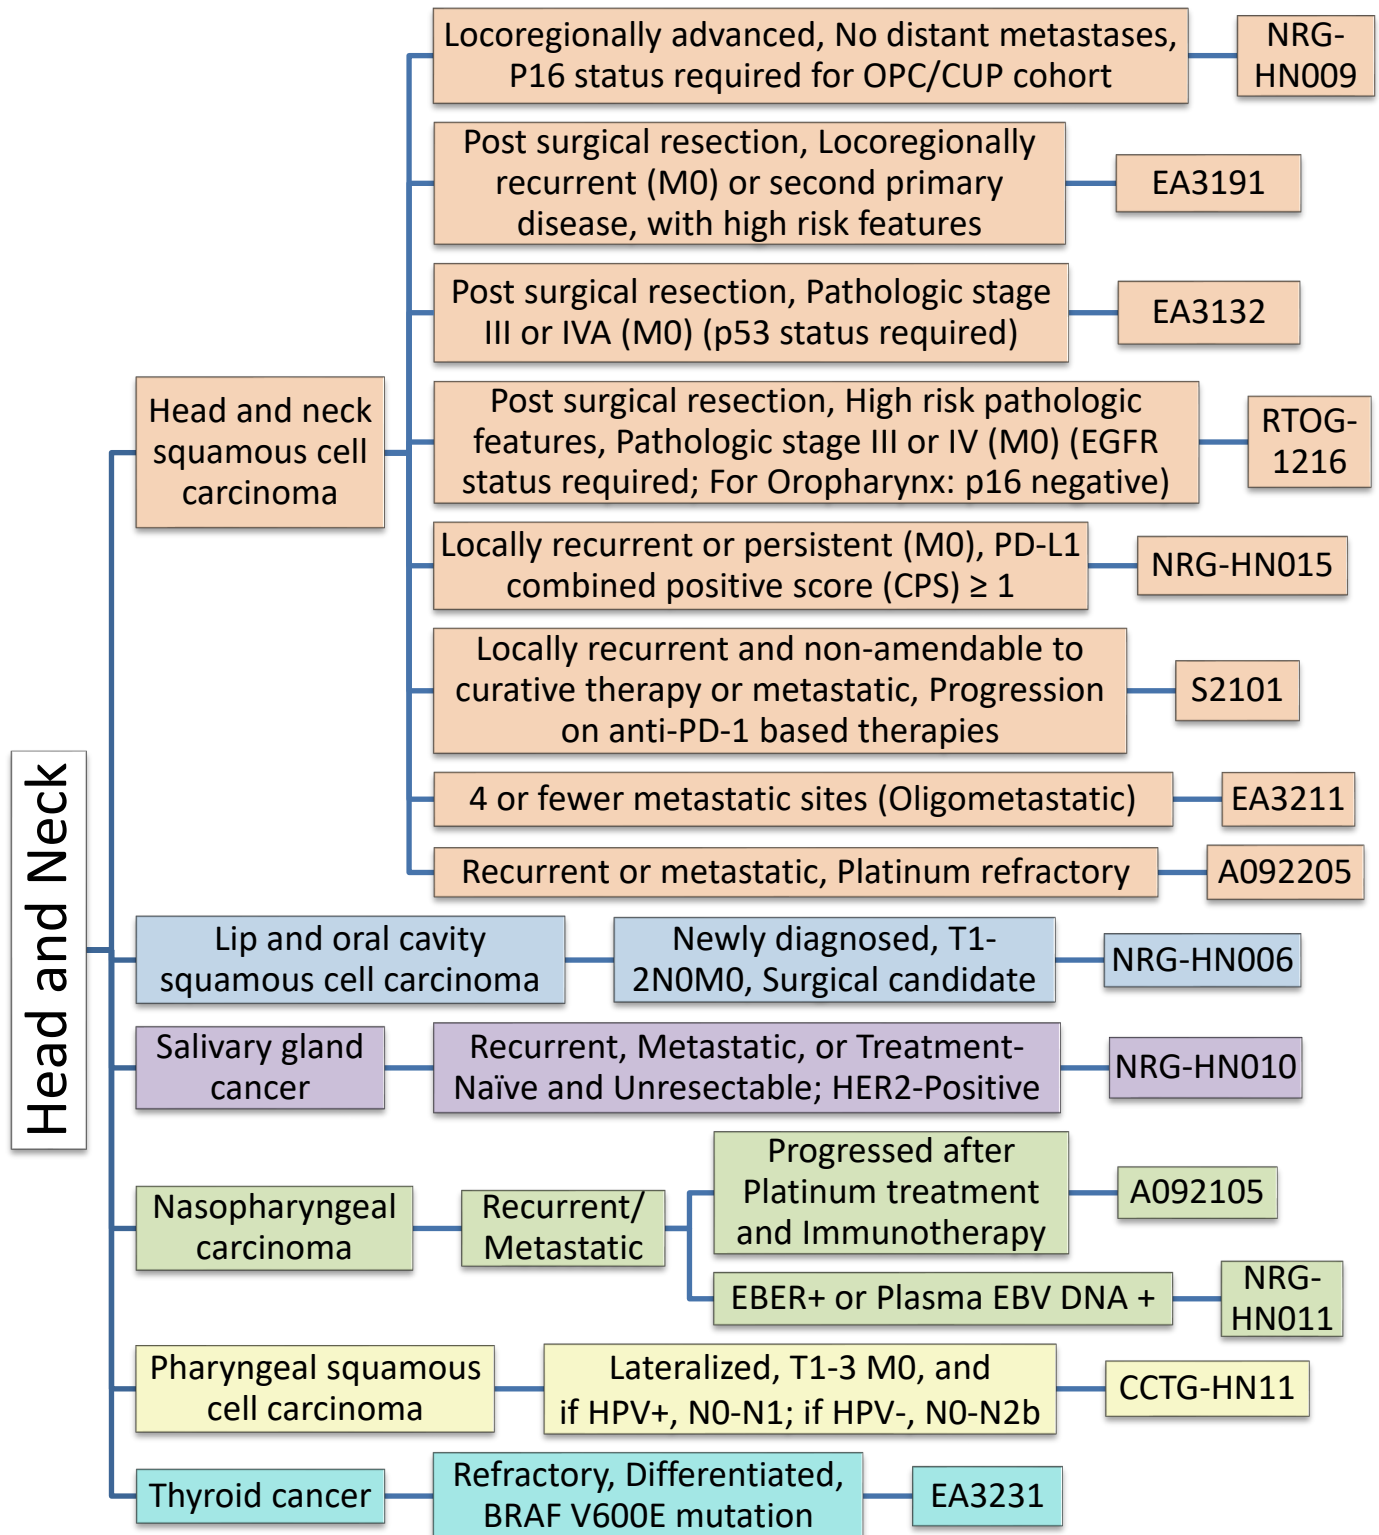 Head and Neck
Head and neck
squamous cell
carcinoma
Locoregionally advanced, No distant metastases,
P16 status required for OPC/CUP cohort
NRG-
HN009
Post surgical resection, Locoregionally
recurrent (M0) or second primary
disease, with high risk features
EA3191
Post surgical resection, Pathologic stage
III or IVA (M0) (p53 status required)
EA3132
Post surgical resection, High risk pathologic
features, Pathologic stage III or IV (M0) (EGFR
status required; For Oropharynx: p16 negative)
RTOG-
1216
Locally recurrent or persistent (M0), PD-L1
combined positive score (CPS) ≥ 1
NRG-HN015
Locally recurrent and non-amendable to
curative therapy or metastatic, Progression
on anti-PD-1 based therapies
S2101
4 or fewer metastatic sites (Oligometastatic)
EA3211
Recurrent or metastatic, Platinum refractory
A092205
Lip and oral cavity
squamous cell carcinoma
Newly diagnosed, T1-
2N0M0, Surgical candidate
NRG-HN006
Salivary gland
cancer
Recurrent, Metastatic, or Treatment-
Naïve and Unresectable; HER2-Positive
NRG-HN010
Nasopharyngeal
carcinoma
Recurrent/
Metastatic
Progressed after
Platinum treatment
and Immunotherapy
A092105
EBER+ or Plasma EBV DNA +
NRG-
HN011
Pharyngeal squamous
cell carcinoma
Lateralized, T1-3 M0, and
if HPV+, N0-N1; if HPV-, N0-N2b
CCTG-HN11
Thyroid cancer
Refractory, Differentiated,
BRAF V600E mutation
EA3231